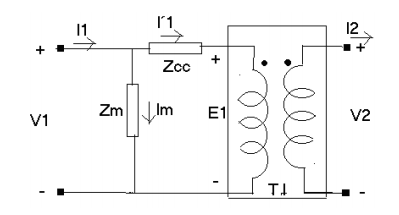 I1
I´1
I2
+
+
+
Zcc
Zm
Im
E1
V1
V2
-
-
-